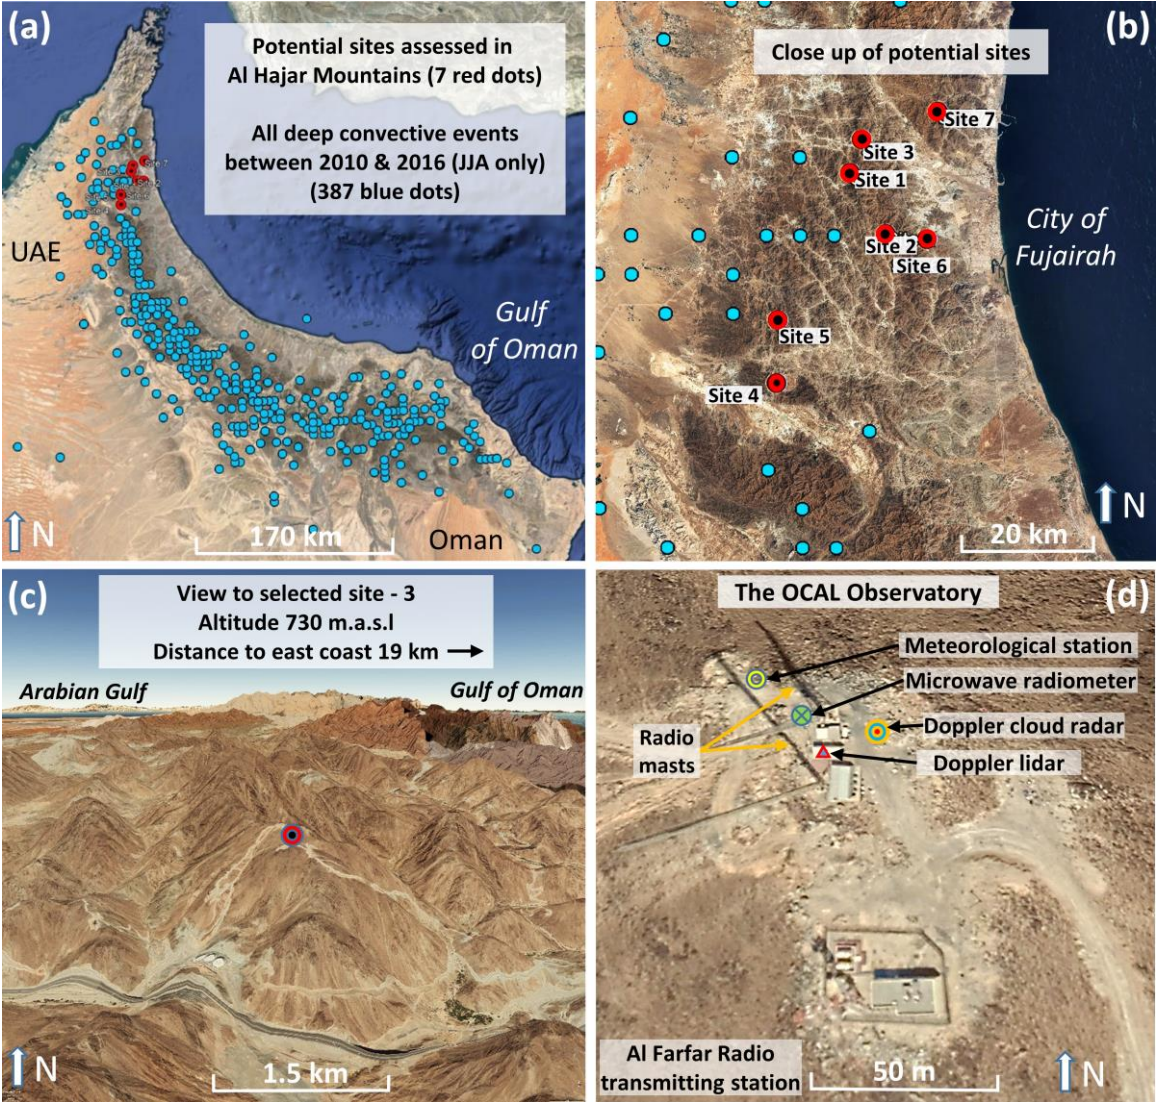 (a)
Potential sites assessed in
Al Hajar Mountains (7 red dots)
All deep convective events
between 2010 & 2016 (JJA only)
(387 blue dots)
UAE
Gulf
of Oman
N
170 km
Oman
(b)
Close up of potential sites
Site 7
Site 3
Site 1
City of
Fujairah
Site 2
Site 6
Site 5
Site 4
20 km
N
(c)
View to selected site - 3
Altitude 730 m.a.s.l
Distance to east coast 19 km
Arabian Gulf
Gulf of Oman
N
1.5 km
(d)
The OCAL Observatory
Meteorological station
Microwave radiometer
Doppler cloud radar
Radio
masts
Doppler lidar
Al Farfar Radio
transmitting station
50 m
N